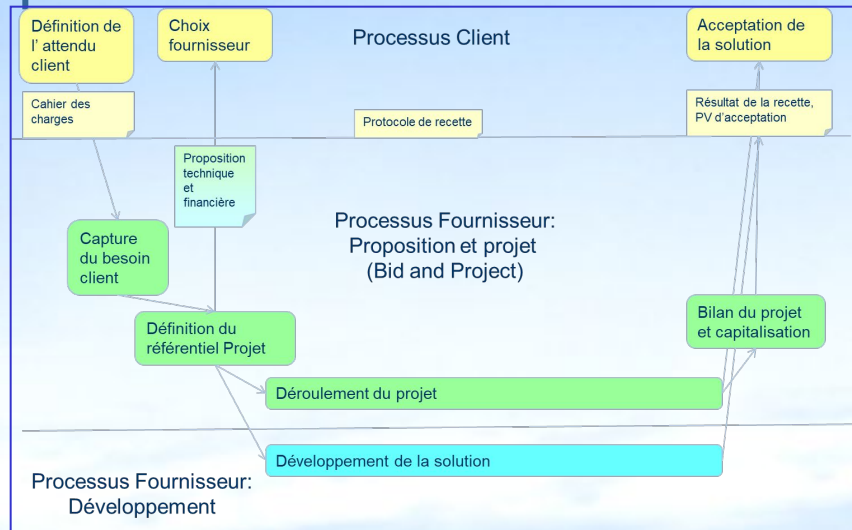 Définition de
l’ attendu
client
Choix
fournisseur
Processus Client
Acceptation de
la solution
Cahier des
charges
Protocole de recette
Résultat de la recette,
PV d’acceptation
Proposition
technique
et
financière
Processus Fournisseur:
Proposition et projet
(Bid and Project)
Capture
du besoin
client
Définition du
référentiel Projet
Bilan du projet
et capitalisation
Déroulement du projet
Développement de la solution
Processus Fournisseur:
Développement